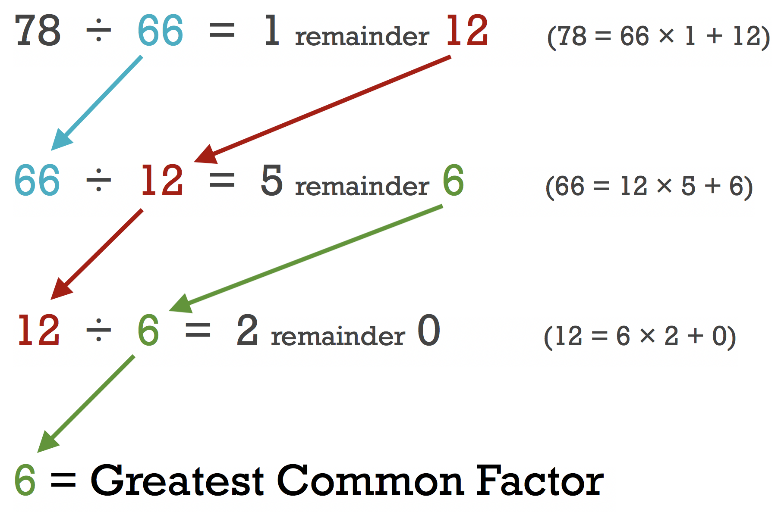 78 ÷ 66 = 1 remainder 12 (78 = 66 × 1 + 12)
66 ÷ 12 = 5 remainder 6 (66 = 12 × 5 + 6)
12 ÷ 6 = 2 remainder 0 (12 = 6 × 2 + 0)
6 = Greatest Common Factor